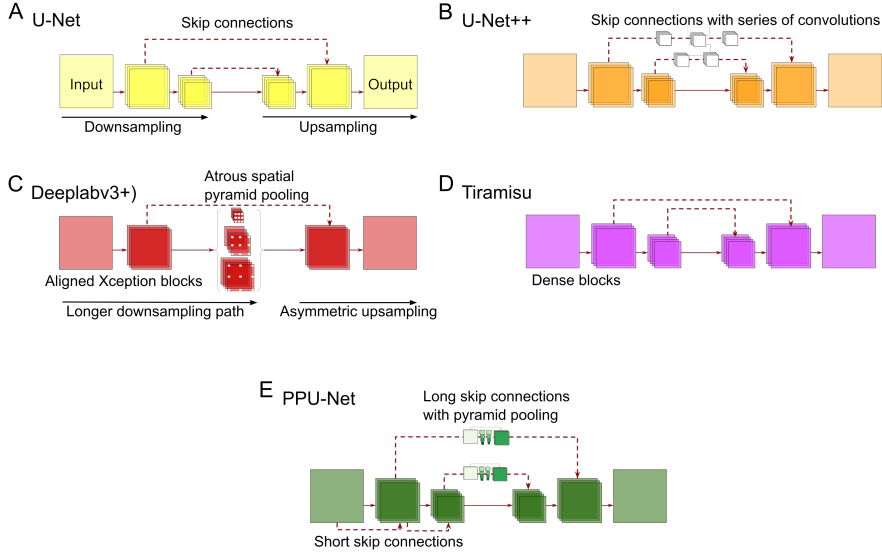 A
U-Net
Skip connections
Input
Output
Downsampling
Upsampling
B
U-Net++
Skip connections with series of convolutions
C
Deeplabv3+)
Atrous spatial
pyramid pooling
Aligned Xception blocks
Longer downsampling path
Asymmetric upsampling
D
Tiramisu
Dense blocks
E
PPU-Net
Long skip connections
with pyramid pooling
Short skip connections